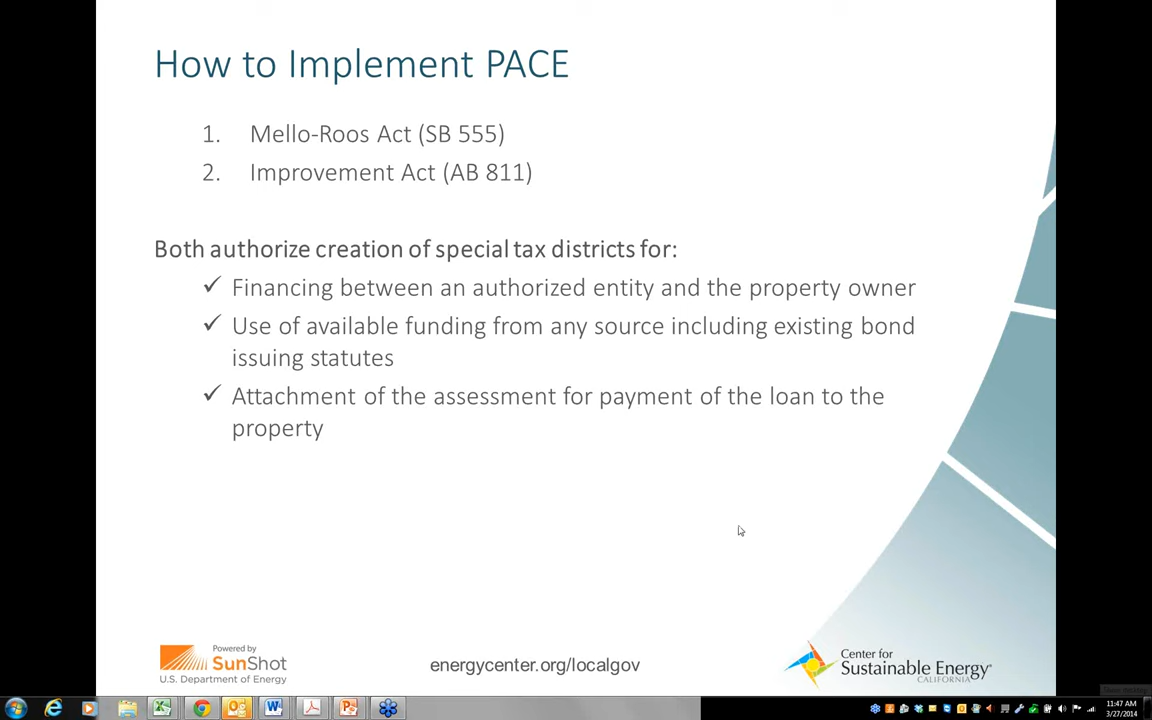 How to Implement PACE
1. Mello-Roos Act (SB 555)
2. Improvement Act (AB 811)
Both authorize creation of special tax districts for:
✓ Financing between an authorized entity and the property owner
✓ Use of available funding from any source including existing bond
issuing statutes
✓ Attachment of the assessment for payment of the loan to the
property
Powered by
SunShot
U.S. Department of Energy
energycenter.org/localgov
Center for
Sustainable Energy
CALIFORNIA
11:47 AM
3/27/2014